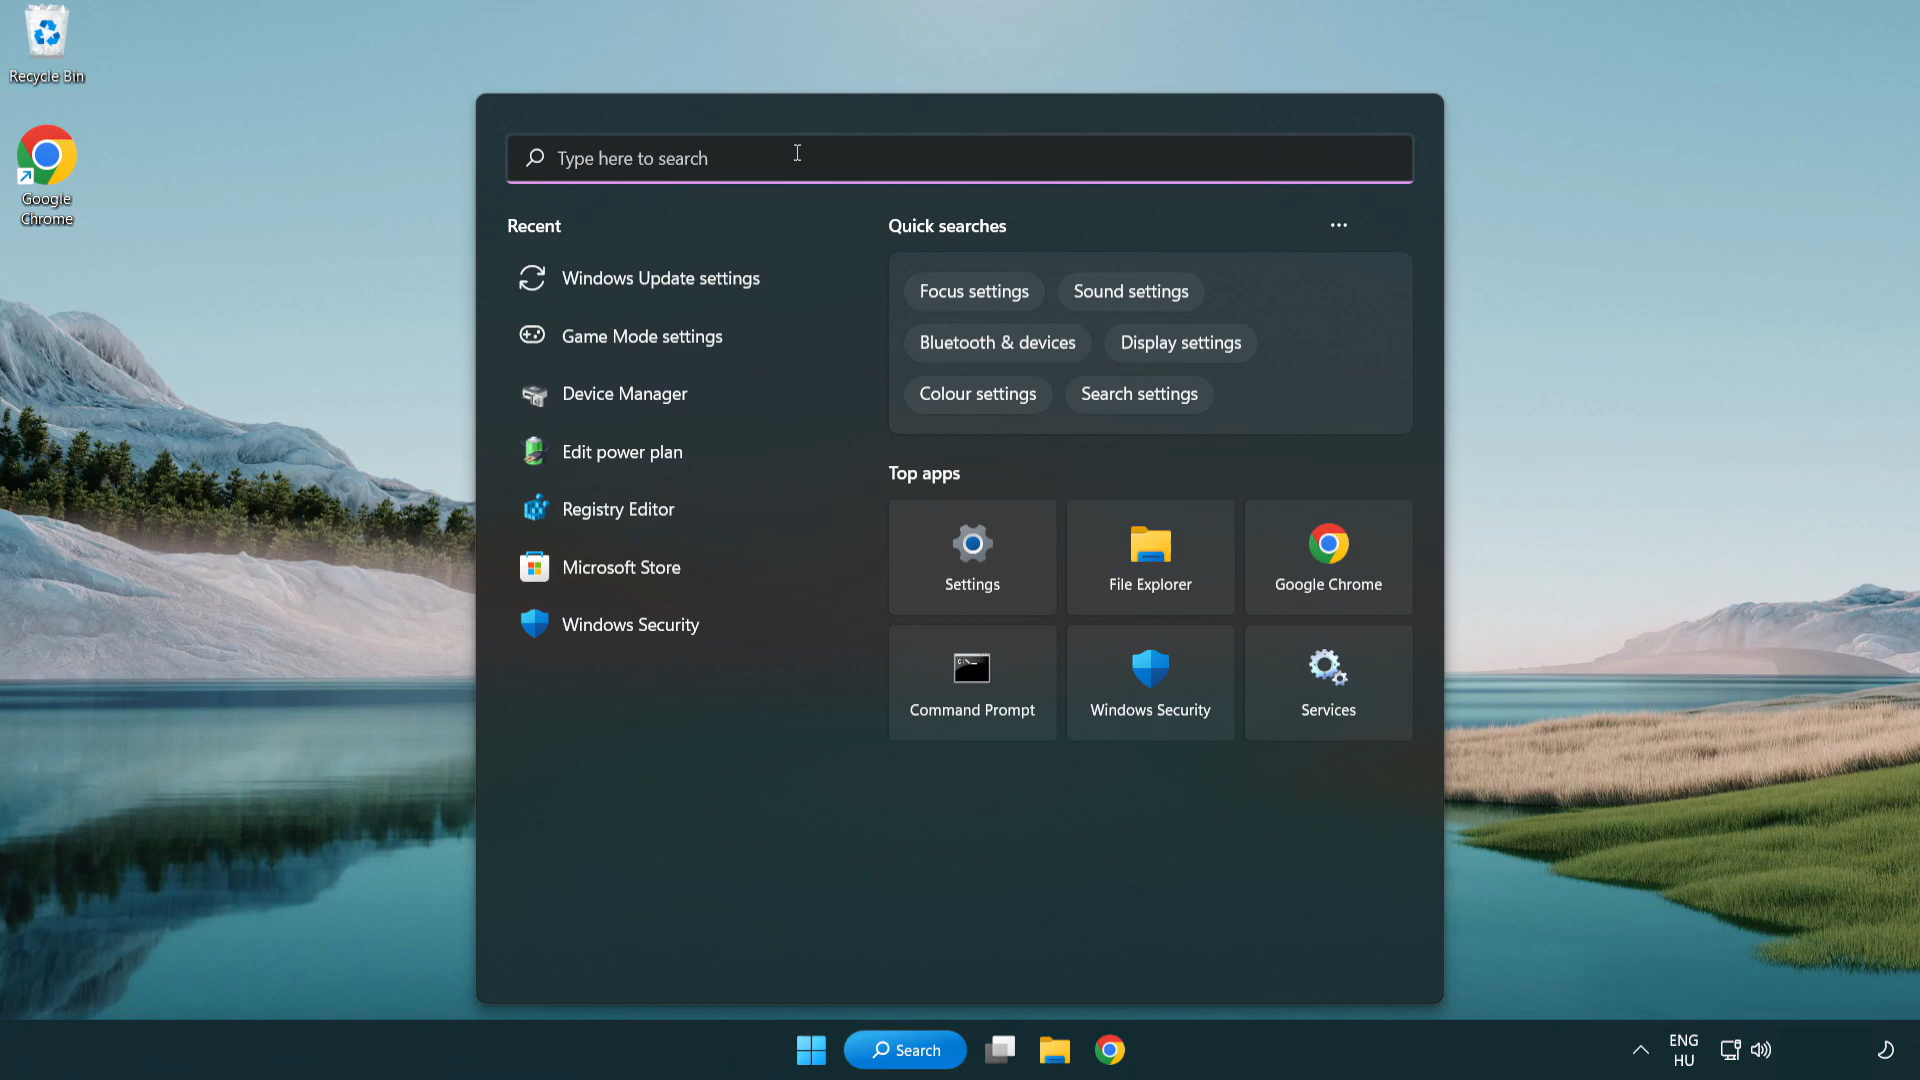 Recycle Bin
Google
Chrome
Type here to search
Recent
Windows Update settings
Game Mode settings
Device Manager
Edit power plan
Registry Editor
Microsoft Store
Windows Security
Quick searches
Focus settings
Sound settings
Bluetooth & devices
Display settings
Colour settings
Search settings
Top apps
Settings
File Explorer
Google Chrome
Command Prompt
Windows Security
Services
Search
ENG
HU